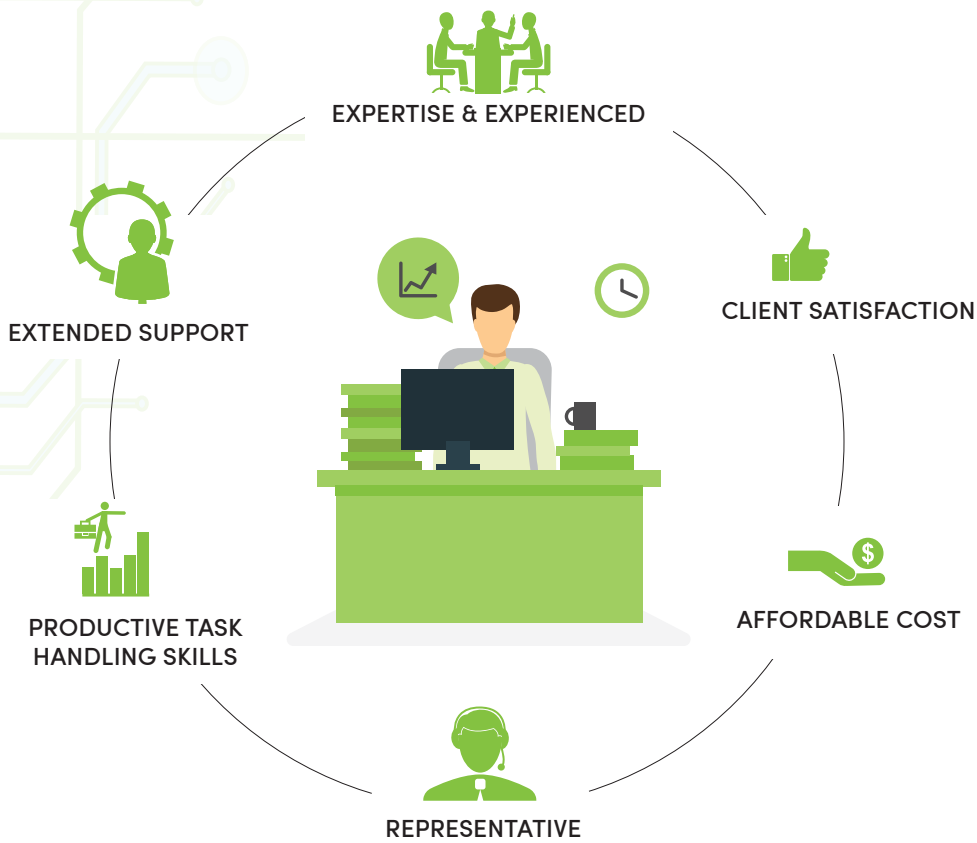 EXPERTISE & EXPERIENCED
CLIENT SATISFACTION
EXTENDED SUPPORT
$
AFFORDABLE COST
PRODUCTIVE TASK
HANDLING SKILLS
REPRESENTATIVE